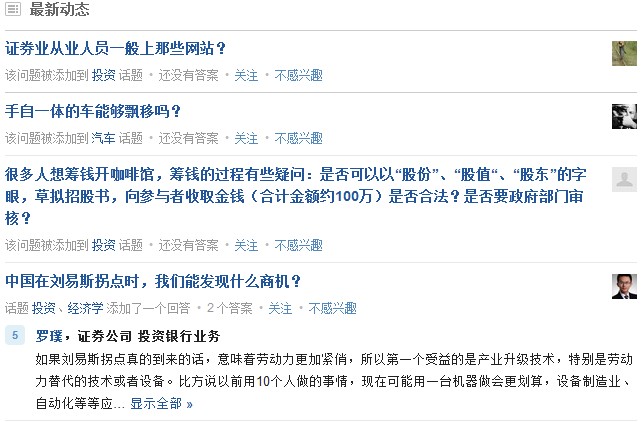 最新动态
证券业从业人员一般上那些网站？
该问题被添加到 投资 话题 • 还没有答案 • 关注 • 不感兴趣
手自一体的车能够飘移吗？
该问题被添加到 汽车 话题 • 还没有答案 • 关注 • 不感兴趣
很多人想筹钱开咖啡馆，筹钱的过程有些疑问：是否可以以“股份”、“股值“、“股东”的字
眼，草拟招股书，向参与者收取金钱（合计金额约100万）是否合法？是否要政府部门审
核？
该问题被添加到 投资 话题 • 还没有答案 • 关注 • 不感兴趣
中国在刘易斯拐点时，我们能发现什么商机？
话题 投资、经济学 添加了一个回答 • 2 个答案 • 关注 • 不感兴趣
5 罗璞，证券公司 投资银行业务
如果刘易斯拐点真的到来的话，意味着劳动力更加紧俏，所以第一个受益的是产业升级技术，特别是劳动
力替代的技术或者设备。比方说以前用10个人做的事情，现在可能用一台机器做会更划算，设备制造业、
自动化等等应... 显示全部 »